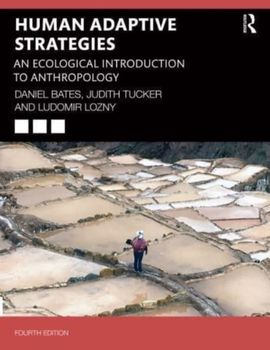 HUMAN ADAPTIVE
STRATEGIES
AN ECOLOGICAL INTRODUCTION
TO ANTHROPOLOGY
DANIEL BATES, JUDITH TUCKER
AND LUDOMIR LOZNY
FOURTH EDITION